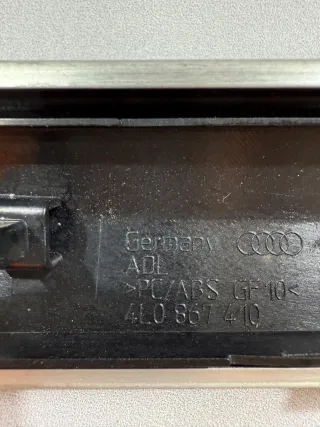 Germany
ADL
>PC/ABS GF10<
4L0 867 410